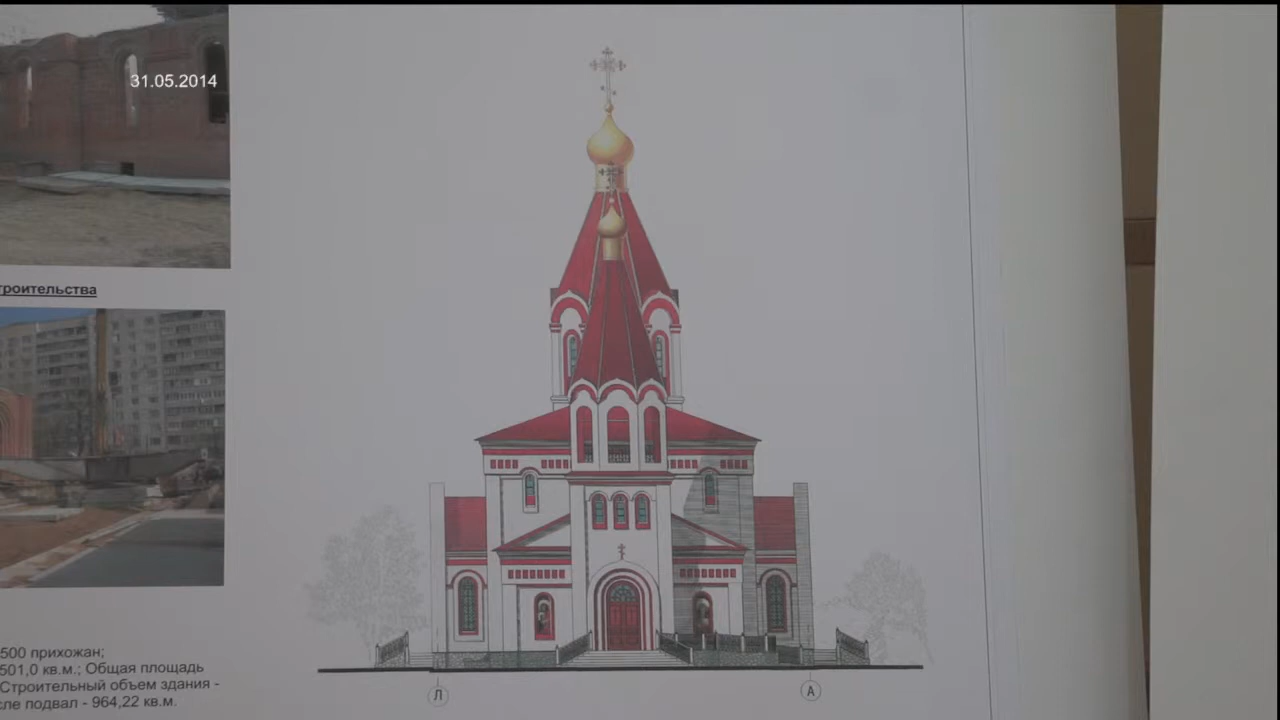 31.05.2014
троительства
500 прихожан;
501,0 кв.м.; Общая площадь
Строительный объем здания -
сле подвал - 964,22 кв.м.
Л
А